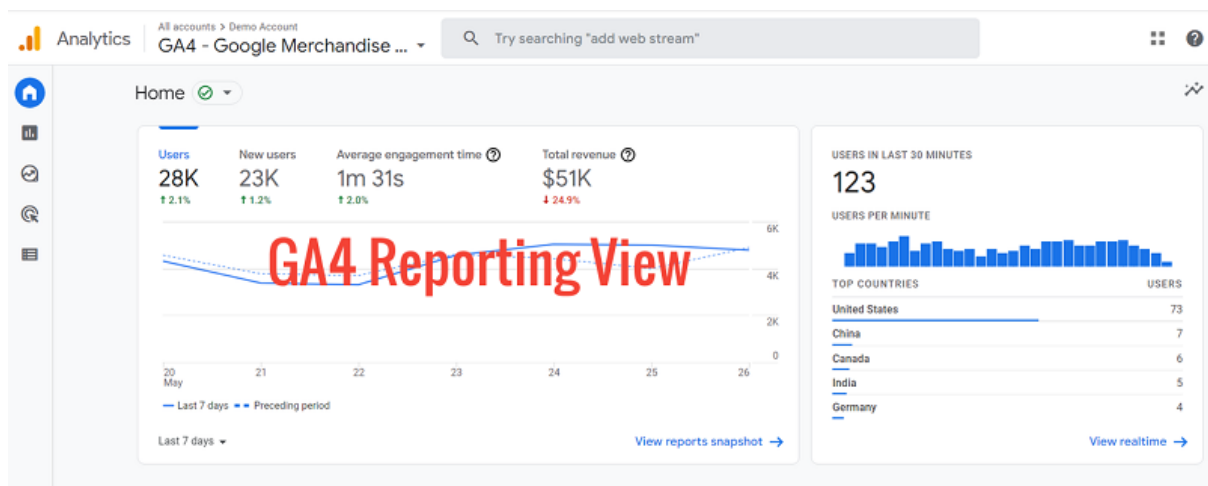 Analytics
All accounts > Demo Account
GA4 - Google Merchandise ...
Try searching "add web stream"
Home
Users
28K
2.1%
New users
23K
1.2%
Average engagement time
1m 31s
2.0%
Total revenue
$51K
24.9%
6K
4K
2K
0
GA4 Reporting View
20
May
21
22
23
24
25
26
Last 7 days
Preceding period
Last 7 days
View reports snapshot
USERS IN LAST 30 MINUTES
123
USERS PER MINUTE
TOP COUNTRIES USERS
United States 73
China 7
Canada 6
India 5
Germany 4
View realtime